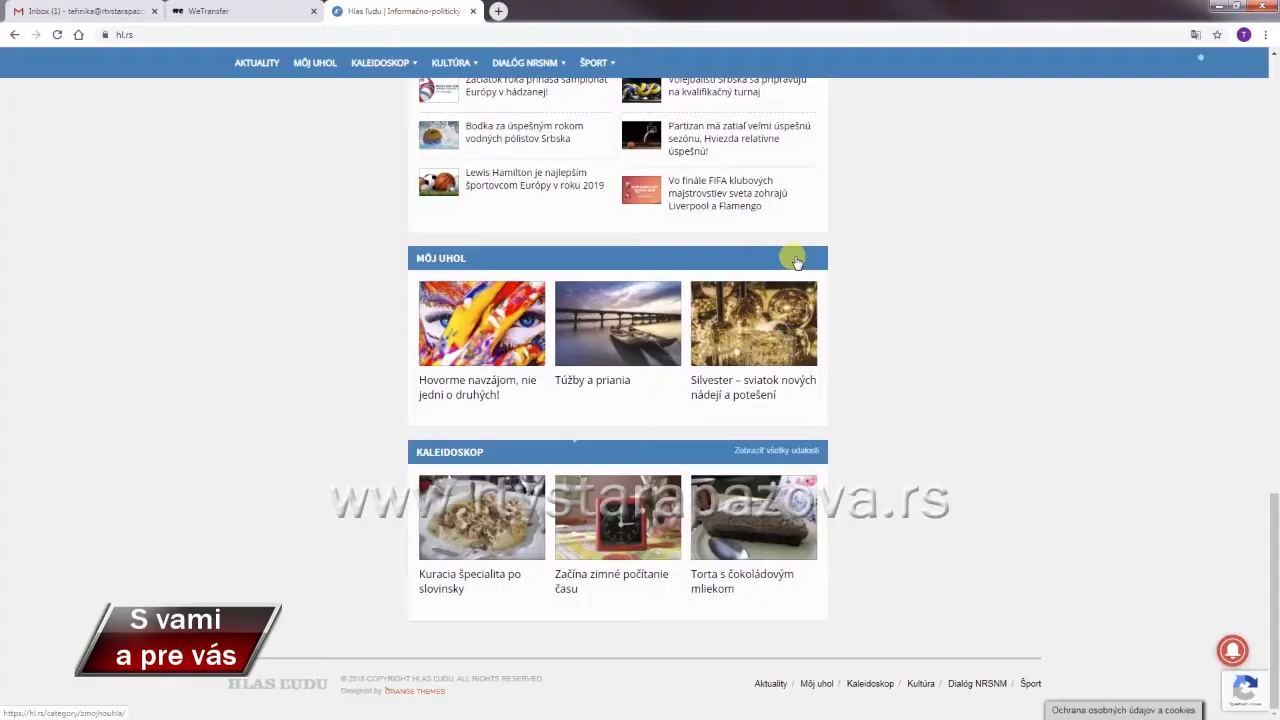 Inbox (1) - tehnika@rtvstarapaz
WeTransfer
Hlas ľudu | Informačno-politický
hl.rs
AKTUALITY MÔJ UHOL KALEIDOSKOP KULTÚRA DIALÓG NRSNM ŠPORT
Začiatok roka prináša šampionát
Európy v hádzanej!
Volejbalisti Srbska sa pripravujú
na kvalifikačný turnaj
Bodka za úspešným rokom
vodných pólistov Srbska
Partizan má zatiaľ veľmi úspešnú
sezónu, Hviezda relatívne
úspešnú!
Lewis Hamilton je najlepším
športovcom Európy v roku 2019
Vo finále FIFA klubových
majstrovstiev sveta zohrajú
Liverpool a Flamengo
MÔJ UHOL
Hovorme navzájom, nie
jedni o druhých!
Túžby a priania
Silvester – sviatok nových
nádejí a potešení
KALEIDOSKOP
Zobraziť všetky udalosti
www.rtvstarapazova.rs
Kuracia špecialita po
slovinsky
Začína zimné počítanie
času
Torta s čokoládovým
mliekom
S vami
a pre vás
HLAS ĽUDU
© 2018 COPYRIGHT HLAS ĽUDU. ALL RIGHTS RESERVED.
Designed by ORANGE THEMES
Aktuality / Môj uhol / Kaleidoskop / Kultúra / Dialóg NRSNM / Šport
https://hl.rs/category/zmojhouhla/
Ochrana osobných údajov a cookies